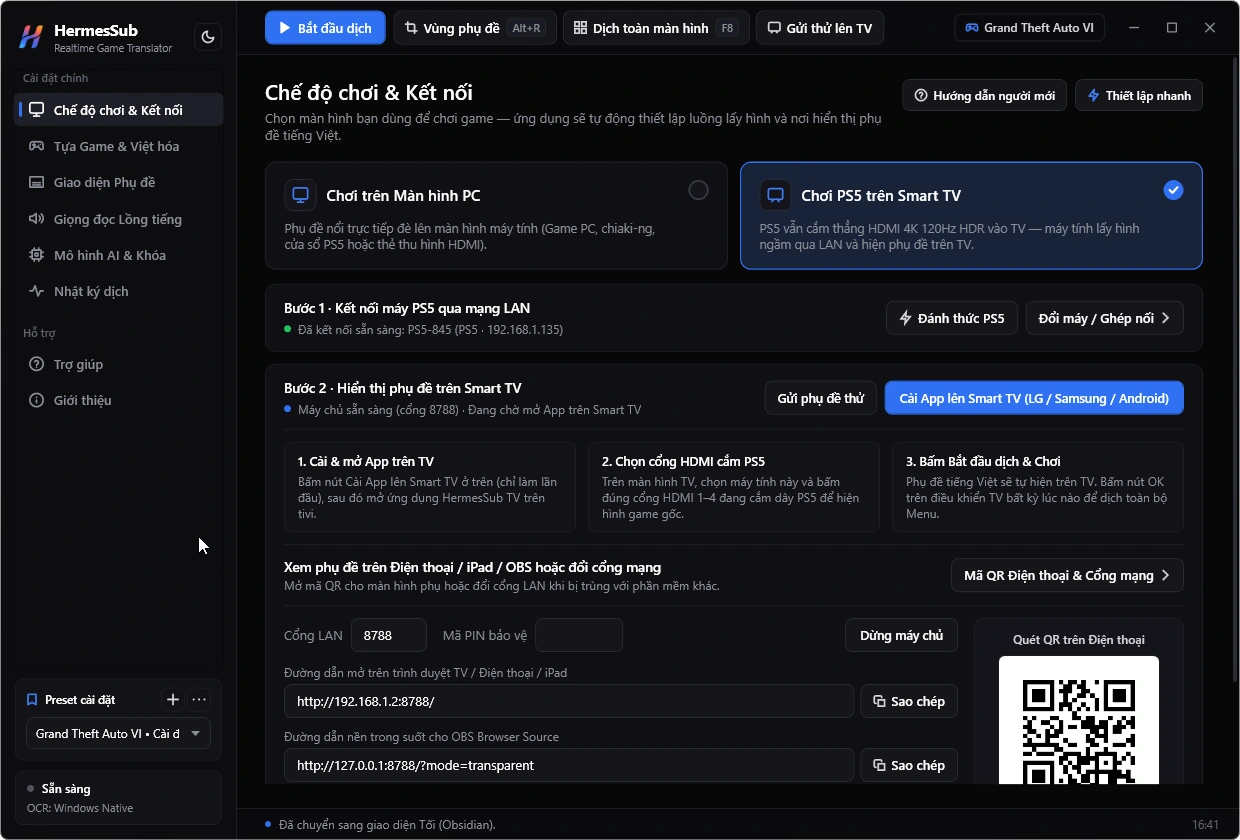 HermesSub
Realtime Game Translator
Bắt đầu dịch
Vùng phụ đề Alt+R
Dịch toàn màn hình F8
Gửi thử lên TV
Grand Theft Auto VI
Cài đặt chính
Chế độ chơi & Kết nối
Tựa Game & Việt hóa
Giao diện Phụ đề
Giọng đọc Lồng tiếng
Mô hình AI & Khóa
Nhật ký dịch
Hỗ trợ
Trợ giúp
Giới thiệu
Preset cài đặt
Grand Theft Auto VI • Cài đ
Sẵn sàng
OCR: Windows Native
Chế độ chơi & Kết nối
Chọn màn hình bạn dùng để chơi game — ứng dụng sẽ tự động thiết lập luồng lấy hình và nơi hiển thị phụ
đề tiếng Việt.
Hướng dẫn người mới
Thiết lập nhanh
Chơi trên Màn hình PC
Phụ đề nổi trực tiếp đè lên màn hình máy tính (Game PC, chiaki-ng,
cửa sổ PS5 hoặc thẻ thu hình HDMI).
Chơi PS5 trên Smart TV
PS5 vẫn cắm thẳng HDMI 4K 120Hz HDR vào TV — máy tính lấy hình
ngầm qua LAN và hiện phụ đề trên TV.
Bước 1 · Kết nối máy PS5 qua mạng LAN
Đã kết nối sẵn sàng: PS5-845 (PS5 · 192.168.1.135)
Đánh thức PS5
Đổi máy / Ghép nối
Bước 2 · Hiển thị phụ đề trên Smart TV
Máy chủ sẵn sàng (cổng 8788) · Đang chờ mở App trên Smart TV
Gửi phụ đề thử
Cài App lên Smart TV (LG / Samsung / Android)
1. Cài & mở App trên TV
Bấm nút Cài App lên Smart TV ở trên (chỉ làm lần
đầu), sau đó mở ứng dụng HermesSub TV trên
tivi.
2. Chọn cổng HDMI cắm PS5
Trên màn hình TV, chọn máy tính này và bấm
đúng cổng HDMI 1–4 đang cắm dây PS5 để hiện
hình game gốc.
3. Bấm Bắt đầu dịch & Chơi
Phụ đề tiếng Việt sẽ tự hiện trên TV. Bấm nút OK
trên điều khiển TV bất kỳ lúc nào để dịch toàn bộ
Menu.
Xem phụ đề trên Điện thoại / iPad / OBS hoặc đổi cổng mạng
Mở mã QR cho màn hình phụ hoặc đổi cổng LAN khi bị trùng với phần mềm khác.
Mã QR Điện thoại & Cổng mạng
Cổng LAN 8788
Mã PIN bảo vệ
Dừng máy chủ
Quét QR trên Điện thoại
Đường dẫn mở trên trình duyệt TV / Điện thoại / iPad
http://192.168.1.2:8788/
Sao chép
Đường dẫn nền trong suốt cho OBS Browser Source
http://127.0.0.1:8788/?mode=transparent
Sao chép
Đã chuyển sang giao diện Tối (Obsidian).
16:41